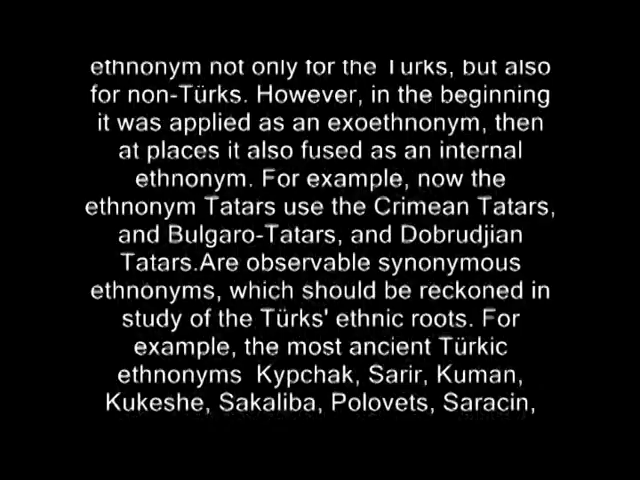 ethnonym not only for the Turks, but also
for non-Türks. However, in the beginning
it was applied as an exoethnonym, then
at places it also fused as an internal
ethnonym. For example, now the
ethnonym Tatars use the Crimean Tatars,
and Bulgaro-Tatars, and Dobrudjian
Tatars.Are observable synonymous
ethnonyms, which should be reckoned in
study of the Türks' ethnic roots. For
example, the most ancient Türkic
ethnonyms  Kypchak, Sarir, Kuman,
Kukeshe, Sakaliba, Polovets, Saracin,